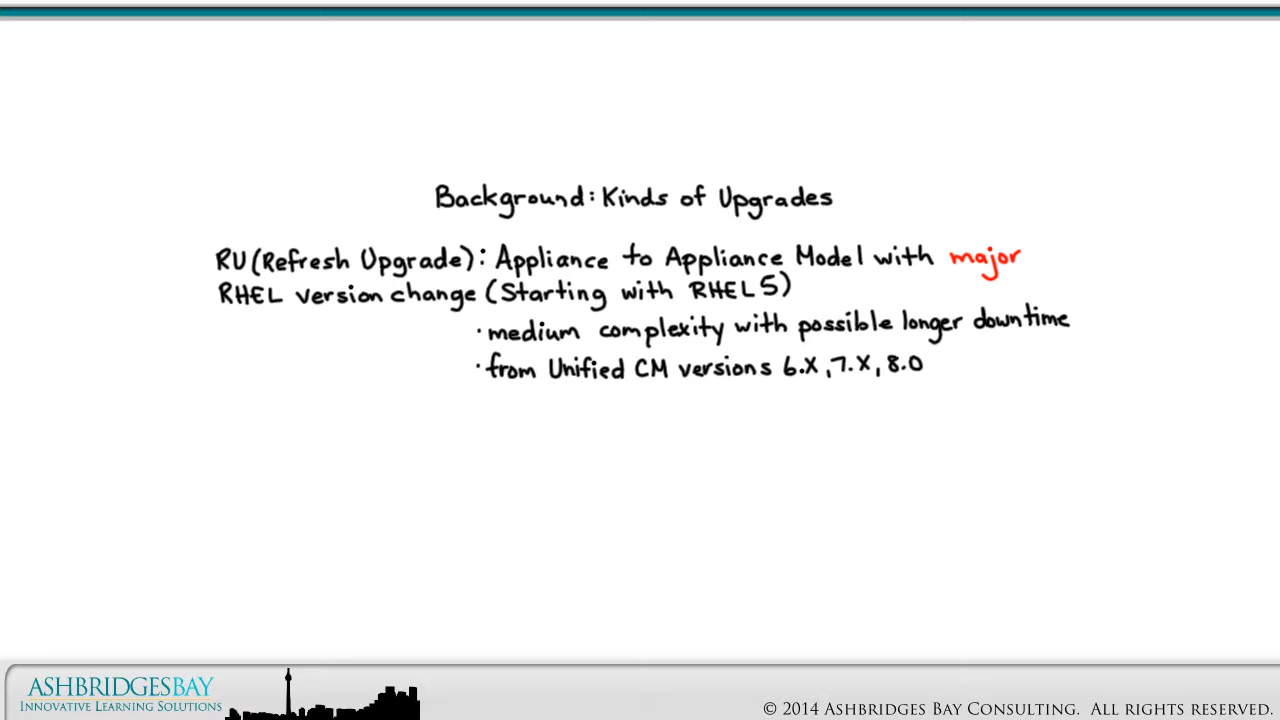 Background: Kinds of Upgrades
RU (Refresh Upgrade): Appliance to Appliance Model with major
RHEL version change (Starting with RHEL 5)
· medium complexity with possible longer downtime
· from Unified CM versions 6.X, 7.X, 8.0
ASHBRIDGESBAY
INNOVATIVE LEARNING SOLUTIONS
© 2014 ASHBRIDGES BAY CONSULTING. ALL RIGHTS RESERVED.